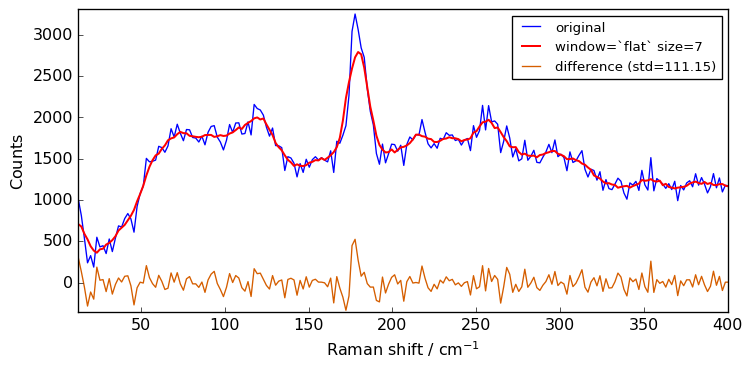 3000
2500
2000
1500
1000
500
0
Counts
original
window=`flat` size=7
difference (std=111.15)
50 100 150 200 250 300 350 400
Raman shift / cm⁻¹